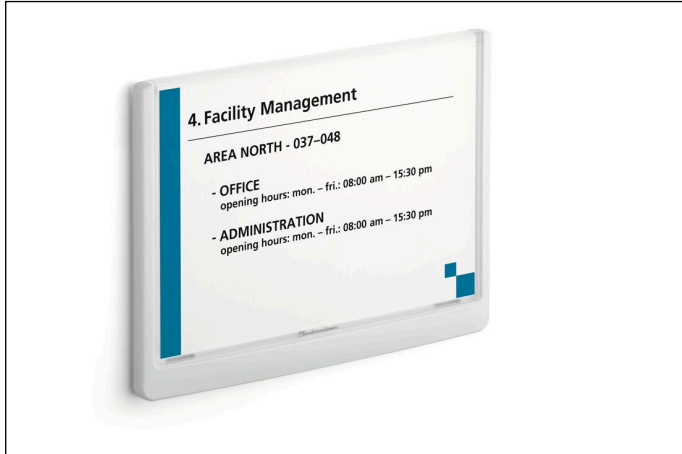 4. Facility Management
AREA NORTH - 037–048
- OFFICE
opening hours: mon. – fri.: 08:00 am – 15:30 pm
- ADMINISTRATION
opening hours: mon. – fri.: 08:00 am – 15:30 pm